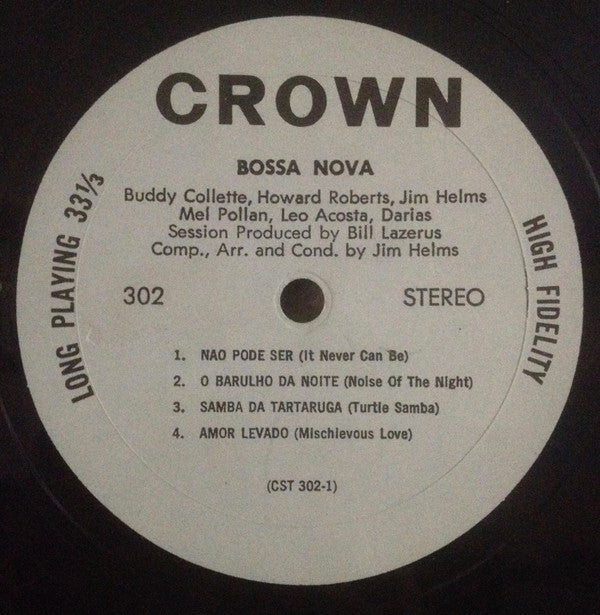 CROWN
BOSSA NOVA
Buddy Collette, Howard Roberts, Jim Helms
Mel Pollan, Leo Acosta, Darias
Session Produced by Bill Lazerus
Comp., Arr. and Cond. by Jim Helms
LONG PLAYING 33⅓
HIGH FIDELITY
302 STEREO
1. NAO PODE SER (It Never Can Be)
2. O BARULHO DA NOITE (Noise Of The Night)
3. SAMBA DA TARTARUGA (Turtle Samba)
4. AMOR LEVADO (Mischievous Love)
(CST 302-1)